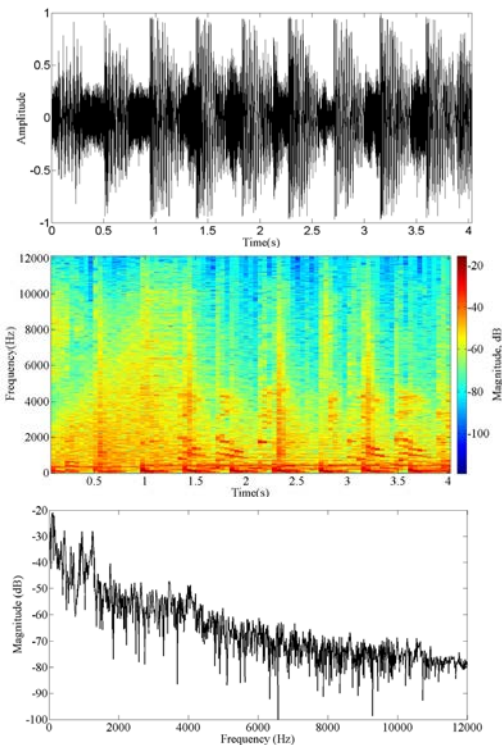 1
0.5
Amplitude
0
-0.5
-1
0 0.5 1 1.5 2 2.5 3 3.5 4
Time(s)
12000
10000
8000
6000
4000
2000
0
Frequency(Hz)
0.5 1 1.5 2 2.5 3 3.5 4
Time(s)
-20
-40
-60
-80
-100
Magnitude, dB
-20
-30
-40
-50
-60
-70
-80
-90
-100
Magnitude (dB)
0 2000 4000 6000 8000 10000 12000
Frequency (Hz)